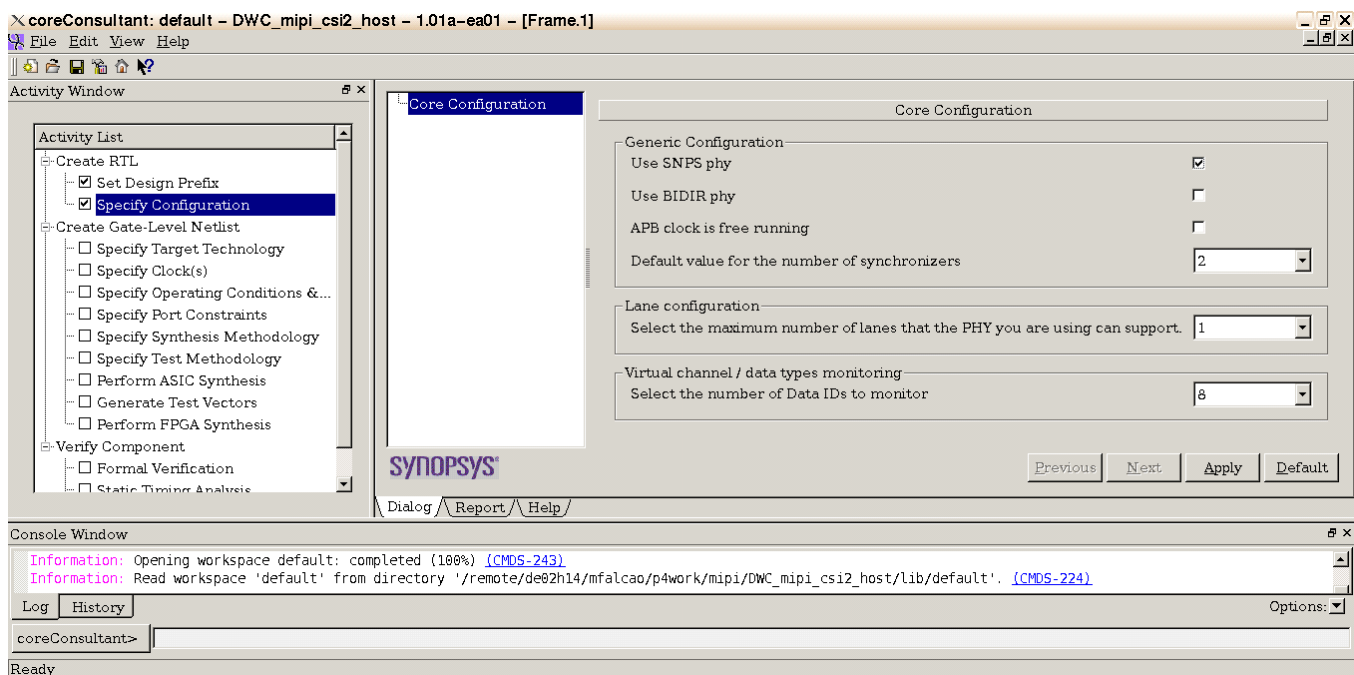 coreConsultant: default – DWC_mipi_csi2_host – 1.01a–ea01 – [Frame.1]
File Edit View Help
Activity Window
Activity List
Create RTL
Set Design Prefix
Specify Configuration
Create Gate-Level Netlist
Specify Target Technology
Specify Clock(s)
Specify Operating Conditions &...
Specify Port Constraints
Specify Synthesis Methodology
Specify Test Methodology
Perform ASIC Synthesis
Generate Test Vectors
Perform FPGA Synthesis
Verify Component
Formal Verification
Static Timing Analysis
Core Configuration
Core Configuration
Generic Configuration
Use SNPS phy
Use BIDIR phy
APB clock is free running
Default value for the number of synchronizers 2
Lane configuration
Select the maximum number of lanes that the PHY you are using can support. 1
Virtual channel / data types monitoring
Select the number of Data IDs to monitor 8
SYNOPSYS®
Previous Next Apply Default
Dialog Report Help
Console Window
Information: Opening workspace default: completed (100%) (CMDS-243)
Information: Read workspace 'default' from directory '/remote/de02h14/mfalcao/p4work/mipi/DWC_mipi_csi2_host/lib/default'. (CMDS-224)
Log History Options:
coreConsultant>
Ready